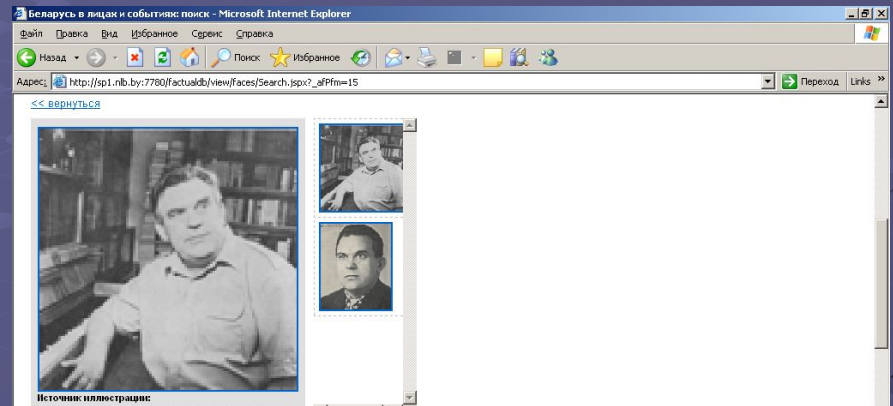 Беларусь в лицах и событиях: поиск - Microsoft Internet Explorer
Файл Правка Вид Избранное Сервис Справка
Назад Поиск Избранное
Адрес: http://sp1.nlb.by:7780/factualdb/view/faces/Search.jspx?_afPfm=15 Переход Links »
<< вернуться
Источник иллюстрации: